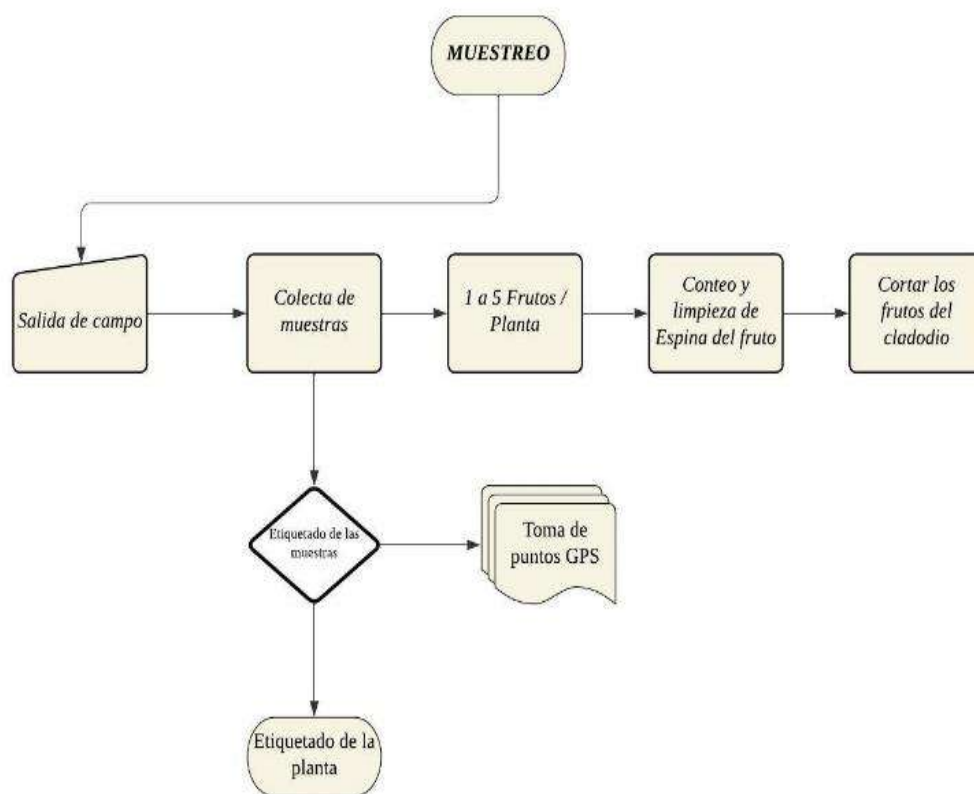 MUESTREO
Salida de campo
Colecta de
muestras
1 a 5 Frutos /
Planta
Conteo y
limpieza de
Espina del fruto
Cortar los
frutos del
cladodio
Etiquetado de las
muestras
Toma de
puntos GPS
Etiquetado de la
planta